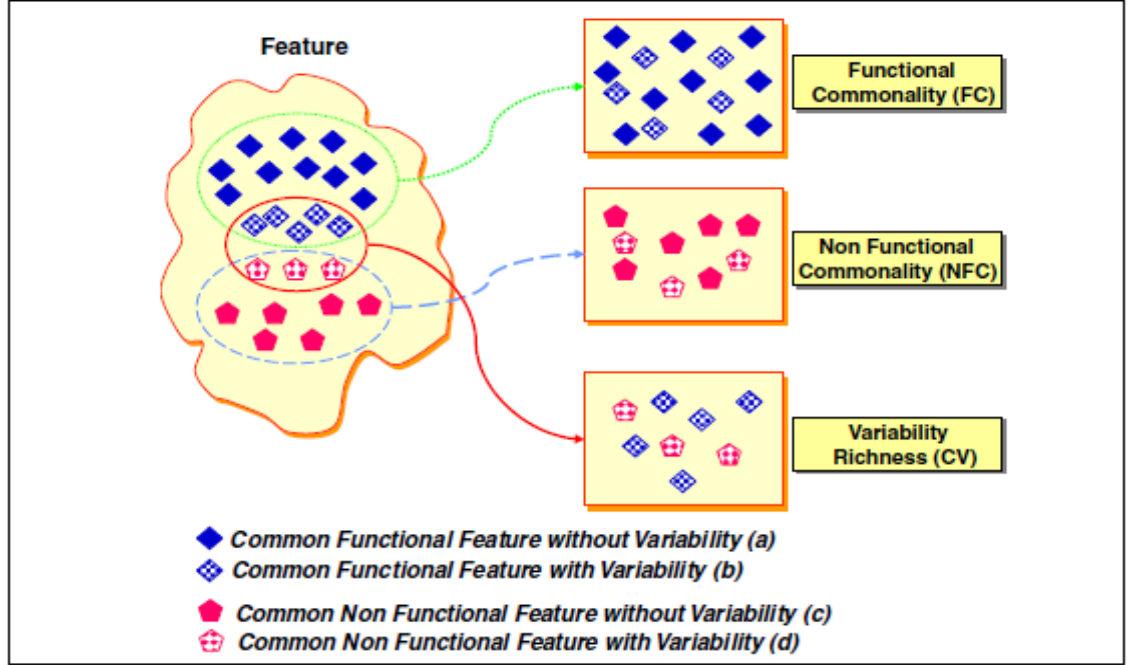 Feature
Functional
Commonality (FC)
Non Functional
Commonality (NFC)
Variability
Richness (CV)
Common Functional Feature without Variability (a)
Common Functional Feature with Variability (b)
Common Non Functional Feature without Variability (c)
Common Non Functional Feature with Variability (d)